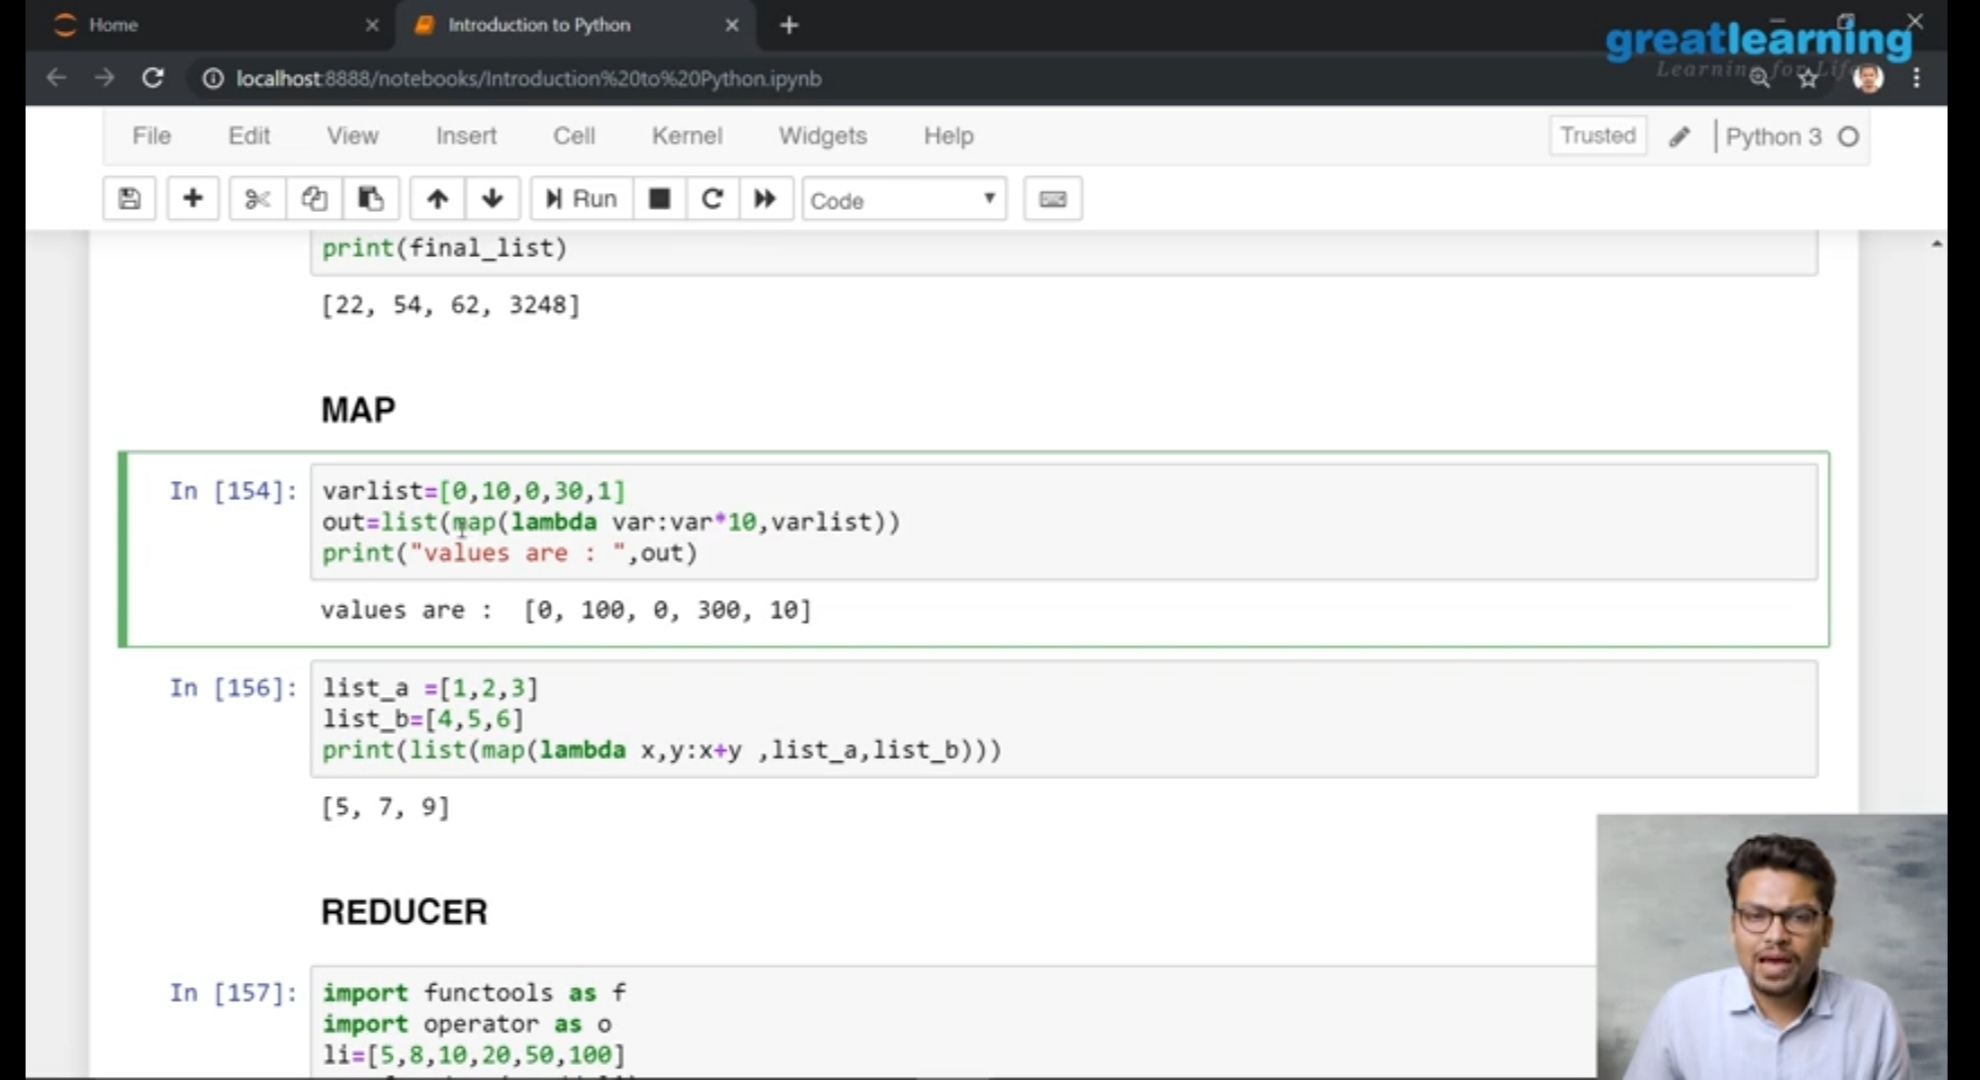 Home
Introduction to Python
greatlearning
Learning for Life
localhost:8888/notebooks/Introduction%20to%20Python.ipynb
File Edit View Insert Cell Kernel Widgets Help
Trusted Python 3
Run Code
print(final_list)
[22, 54, 62, 3248]
MAP
In [154]: varlist=[0,10,0,30,1]
out=list(map(lambda var:var*10,varlist))
print("values are : ",out)
values are :  [0, 100, 0, 300, 10]
In [156]: list_a =[1,2,3]
list_b=[4,5,6]
print(list(map(lambda x,y:x+y ,list_a,list_b)))
[5, 7, 9]
REDUCER
In [157]: import functools as f
import operator as o
li=[5,8,10,20,50,100]